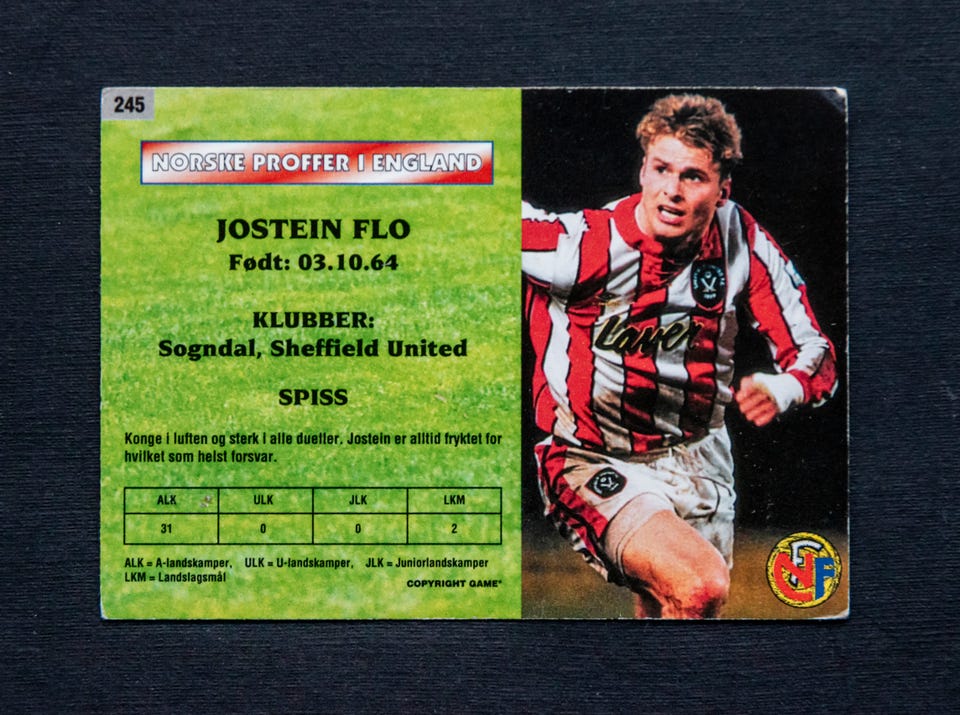 245
NORSKE PROFFER I ENGLAND
JOSTEIN FLO
Født: 03.10.64
KLUBBER:
Sogndal, Sheffield United
SPISS
Konge i luften og sterk i alle dueller. Jostein er alltid fryktet for
hvilket som helst forsvar.
ALK ULK JLK LKM
31 0 0 2
ALK = A-landskamper, ULK = U-landskamper, JLK = Juniorlandskamper
LKM = Landslagsmål
COPYRIGHT GAME®
Laver
NFF